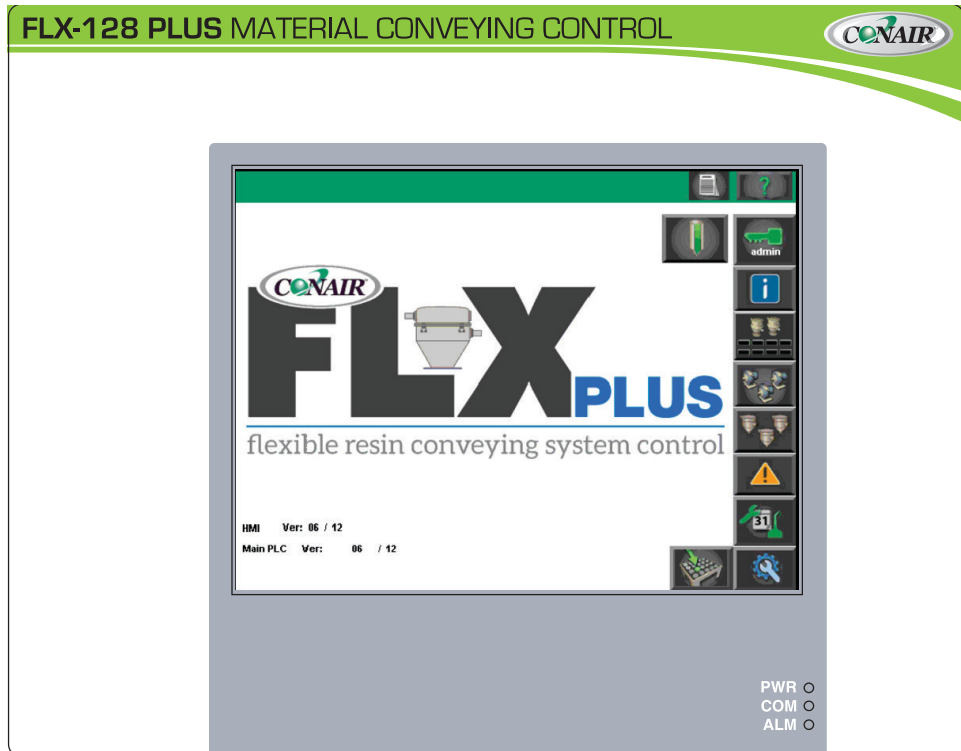 FLX-128 PLUS MATERIAL CONVEYING CONTROL
CONAIR
?
admin
i
CONAIR
FLX
PLUS
flexible resin conveying system control
31
HMI Ver: 06 / 12
Main PLC Ver: 06 / 12
PWR
COM
ALM